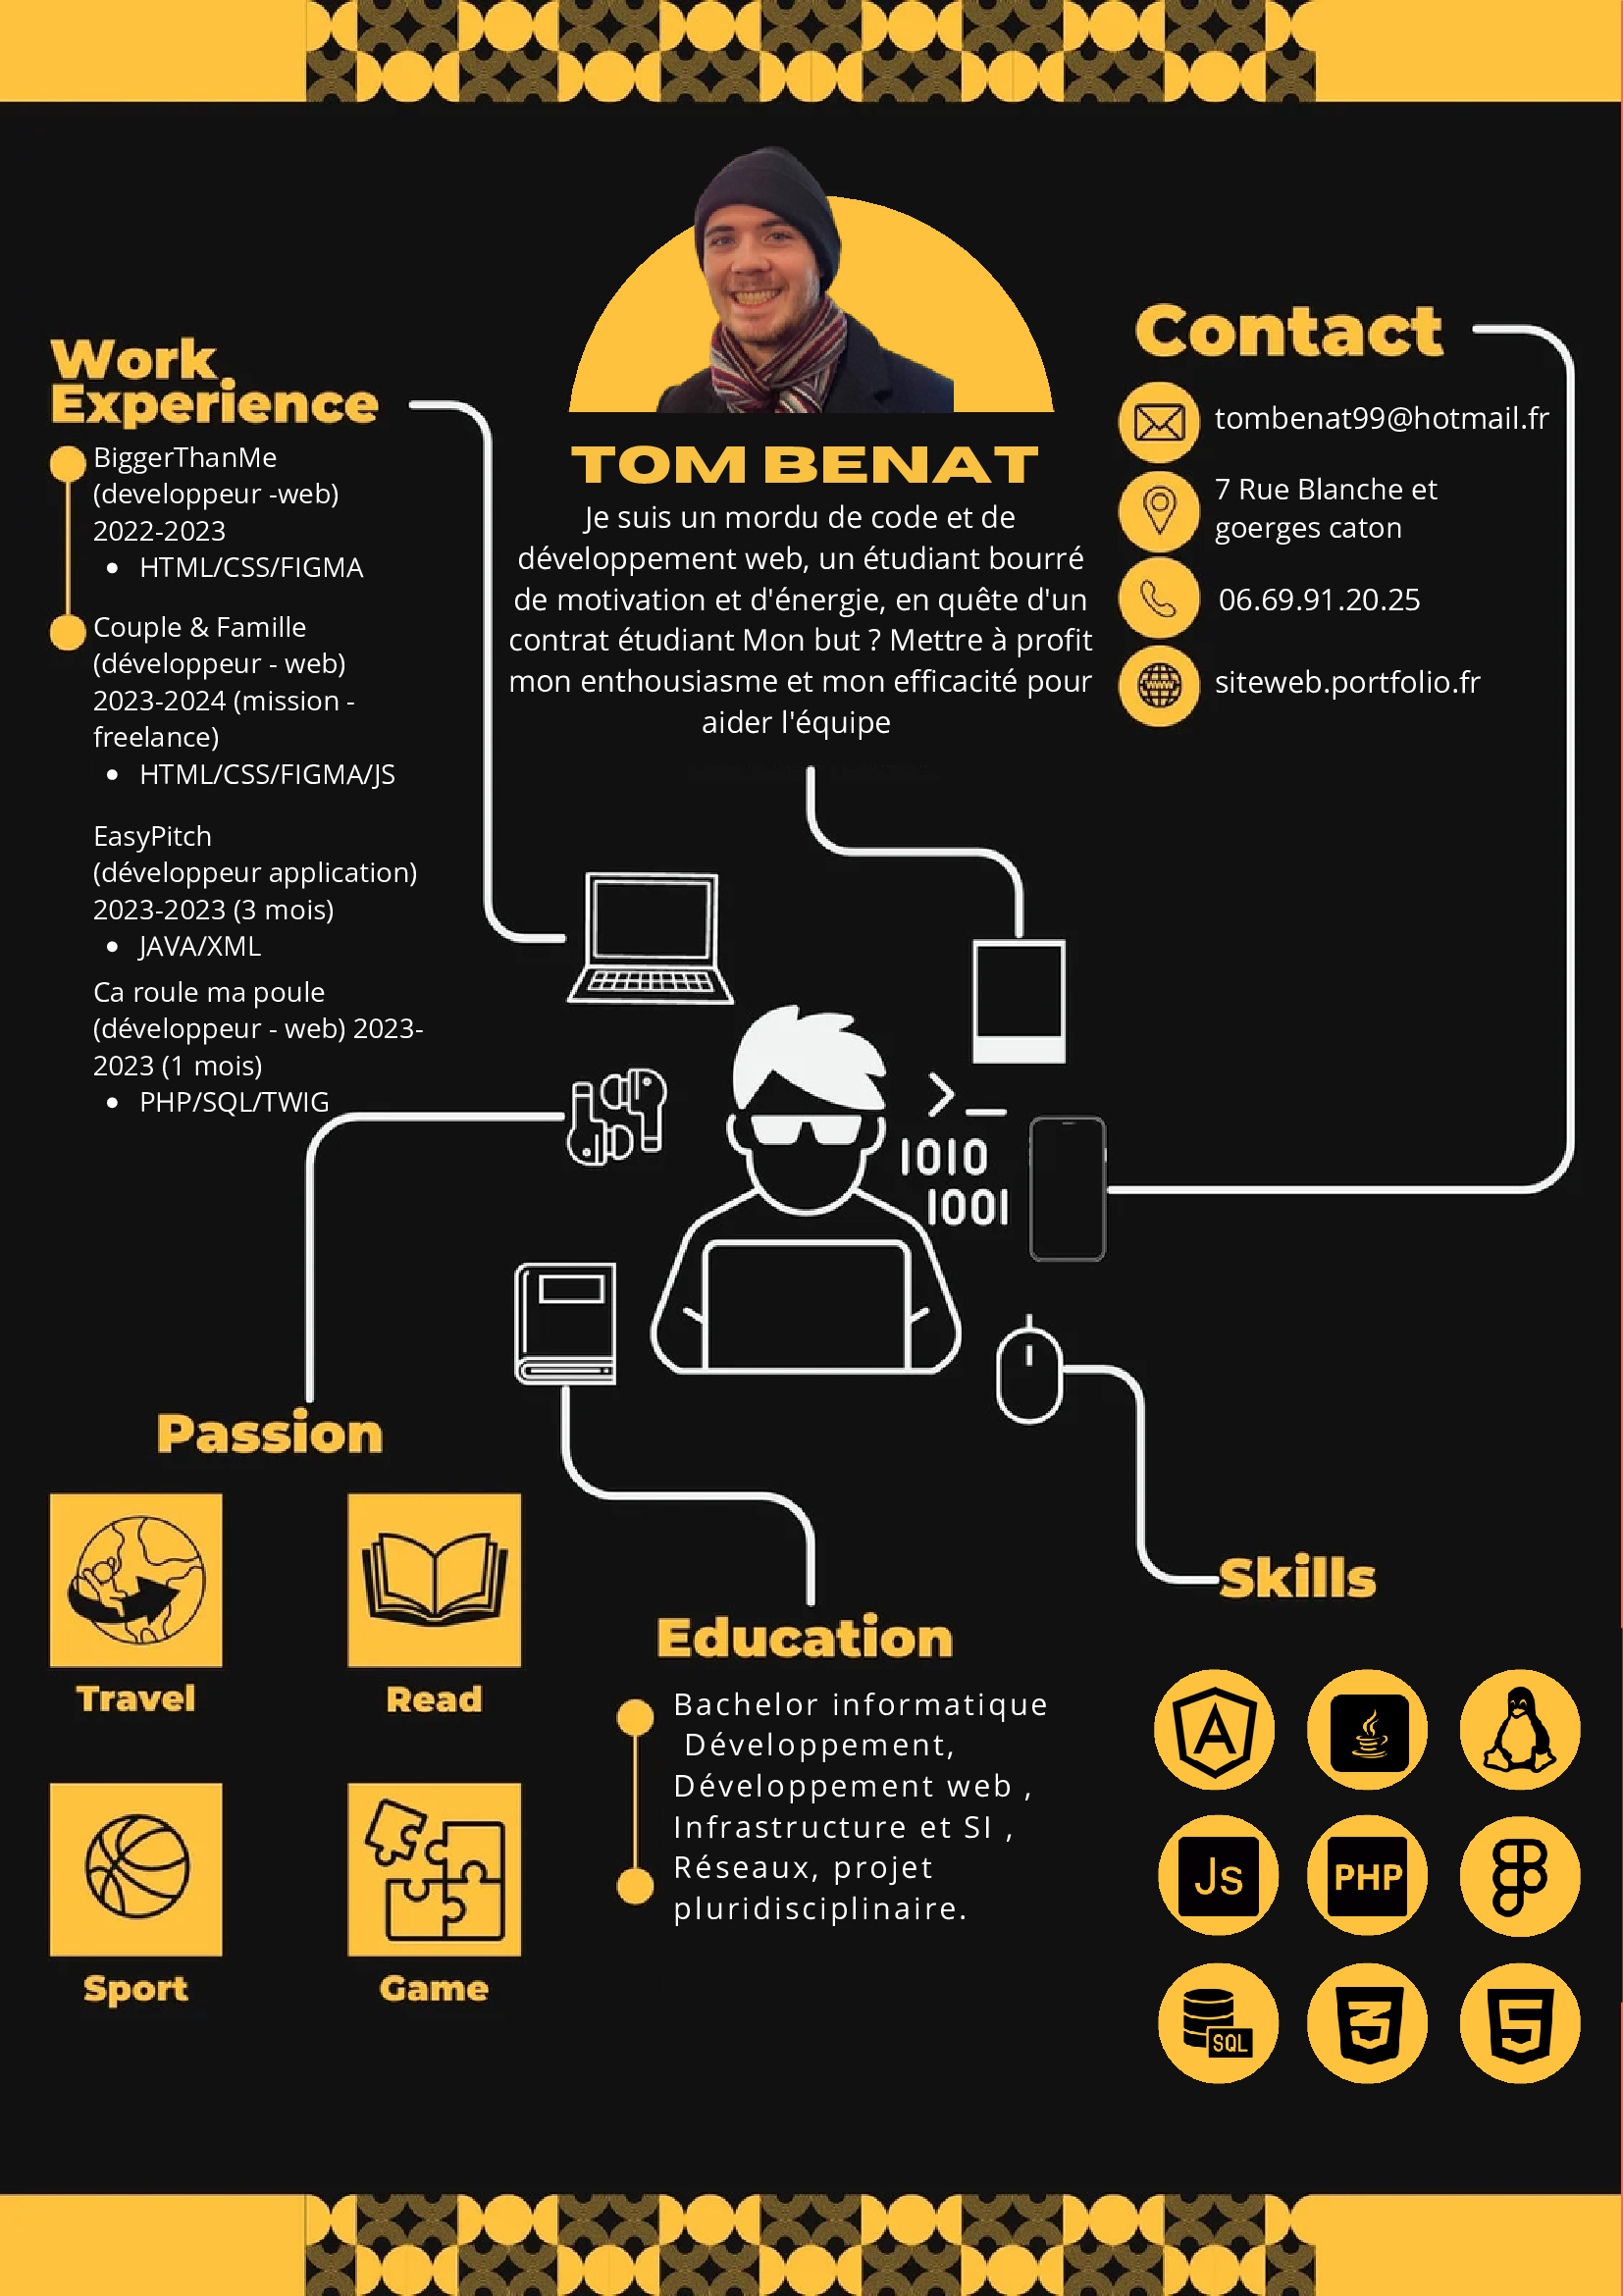 TOM BENAT
Je suis un mordu de code et de
développement web, un étudiant bourré
de motivation et d'énergie, en quête d'un
contrat étudiant Mon but ? Mettre à profit
mon enthousiasme et mon efficacité pour
aider l'équipe
Work
Experience
BiggerThanMe
(developpeur -web)
2022-2023
• HTML/CSS/FIGMA
Couple & Famille
(développeur - web)
2023-2024 (mission -
freelance)
• HTML/CSS/FIGMA/JS
EasyPitch
(développeur application)
2023-2023 (3 mois)
• JAVA/XML
Ca roule ma poule
(développeur - web) 2023-
2023 (1 mois)
• PHP/SQL/TWIG
Contact
tombenat99@hotmail.fr
7 Rue Blanche et
goerges caton
06.69.91.20.25
www
siteweb.portfolio.fr
>_
1010
1001
Passion
Travel
Read
Sport
Game
Education
Bachelor informatique
Développement,
Développement web ,
Infrastructure et SI ,
Réseaux, projet
pluridisciplinaire.
Skills
A
Js
PHP
SQL
3
5